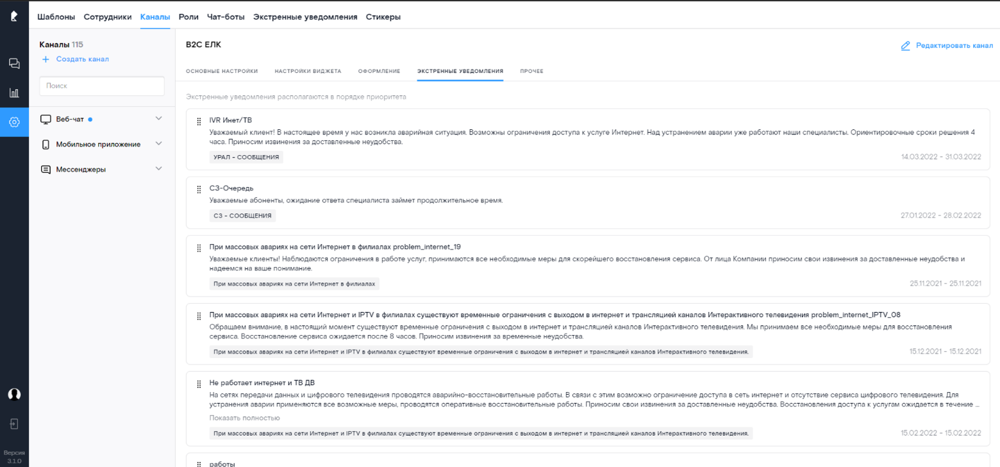 Шаблоны Сотрудники Каналы Роли Чат-боты Экстренные уведомления Стикеры
Каналы 115
Создать канал
Поиск
Веб-чат
Мобильное приложение
Мессенджеры
Версия
3.1.0
B2C ЕЛК
Редактировать канал
ОСНОВНЫЕ НАСТРОЙКИ НАСТРОЙКИ ВИДЖЕТА ОФОРМЛЕНИЕ ЭКСТРЕННЫЕ УВЕДОМЛЕНИЯ ПРОЧЕЕ
Экстренные уведомления располагаются в порядке приоритета
IVR Инет/ТВ
Уважаемый клиент! В настоящее время у нас возникла аварийная ситуация. Возможны ограничения доступа к услуге Интернет. Над устранением аварии уже работают наши специалисты. Ориентировочные сроки решения 4
часа. Приносим извинения за доставленные неудобства.
УРАЛ - СООБЩЕНИЯ
14.03.2022 - 31.03.2022
СЗ-Очередь
Уважаемые абоненты, ожидание ответа специалиста займет продолжительное время.
СЗ - СООБЩЕНИЯ
27.01.2022 - 28.02.2022
При массовых авариях на сети Интернет в филиалах problem_internet_19
Уважаемые клиенты! Наблюдаются ограничения в работе услуг, принимаются все необходимые меры для скорейшего восстановления сервиса. От лица Компании приносим свои извинения за доставленные неудобства и
надеемся на ваше понимание.
При массовых авариях на сети Интернет в филиалах
25.11.2021 - 25.11.2021
При массовых авариях на сети Интернет и IPTV в филиалах существуют временные ограничения с выходом в интернет и трансляцией каналов Интерактивного телевидения problem_internet_IPTV_08
Обращаем внимание, в настоящий момент существуют временные ограничения с выходом в интернет и трансляцией каналов Интерактивного телевидения. Мы принимаем все необходимые меры для восстановления
сервиса. Восстановление сервиса ожидается после 8 часов. Приносим извинения за временные неудобства.
При массовых авариях на сети Интернет и IPTV в филиалах существуют временные ограничения с выходом в интернет и трансляцией каналов Интерактивного телевидения.
15.12.2021 - 15.12.2021
Не работает интернет и ТВ ДВ
На сетях передачи данных и цифрового телевидения проводятся аварийно-восстановительные работы. В связи с этим возможно ограничение доступа в сеть интернет и отсутствие сервиса цифрового телевидения. Для
устранения аварии применяются все возможные меры, проводятся оперативные восстановительные работы. Приносим свои извинения за доставленные неудобства. Восстановления доступа к услугам ожидается в течение ...
Показать полностью
При массовых авариях на сети Интернет и IPTV в филиалах существуют временные ограничения с выходом в интернет и трансляцией каналов Интерактивного телевидения.
15.02.2022 - 15.02.2022
работы